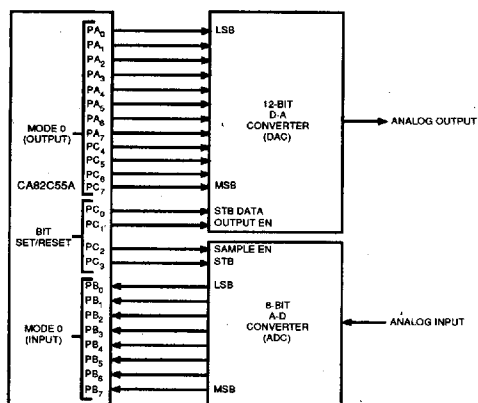 PA0
PA1
PA2
PA3
PA4
PA5
PA6
PA7
PC4
PC5
PC6
PC7
MODE 0
(OUTPUT)
CA82C55A
LSB
12-BIT
D-A
CONVERTER
(DAC)
MSB
ANALOG OUTPUT
BIT
SET/RESET
PC0
PC1
PC2
PC3
STB DATA
OUTPUT EN
SAMPLE EN
STB
MODE 0
(INPUT)
PB0
PB1
PB2
PB3
PB4
PB5
PB6
PB7
LSB
8-BIT
A-D
CONVERTER
(ADC)
MSB
ANALOG INPUT